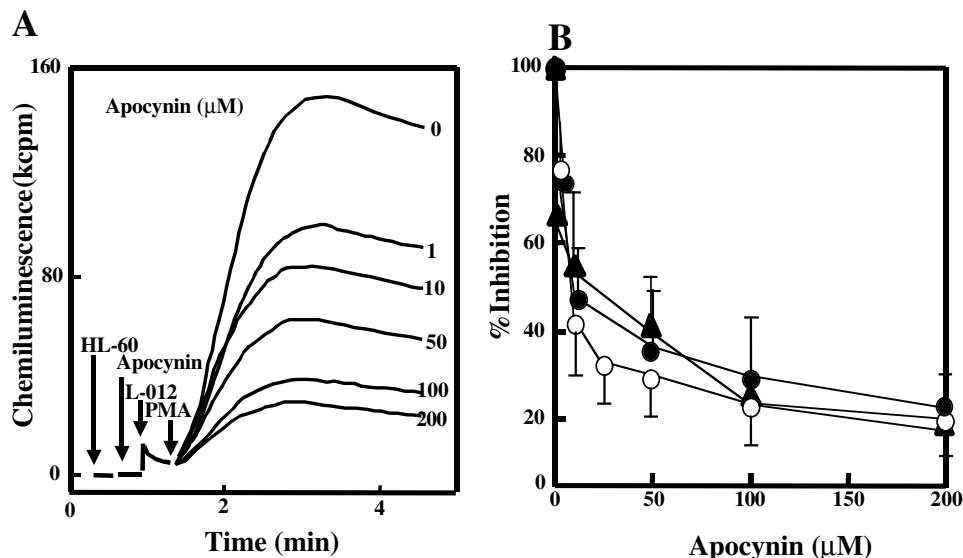 A
160
Apocynin (μM)
0
1
80
10
50
100
200
HL-60
Apocynin
L-012
PMA
0
0
2
4
Time (min)
Chemiluminescence(kcpm)
B
100
80
60
40
20
0
0
50
100
150
200
% Inhibition
Apocynin (μM)